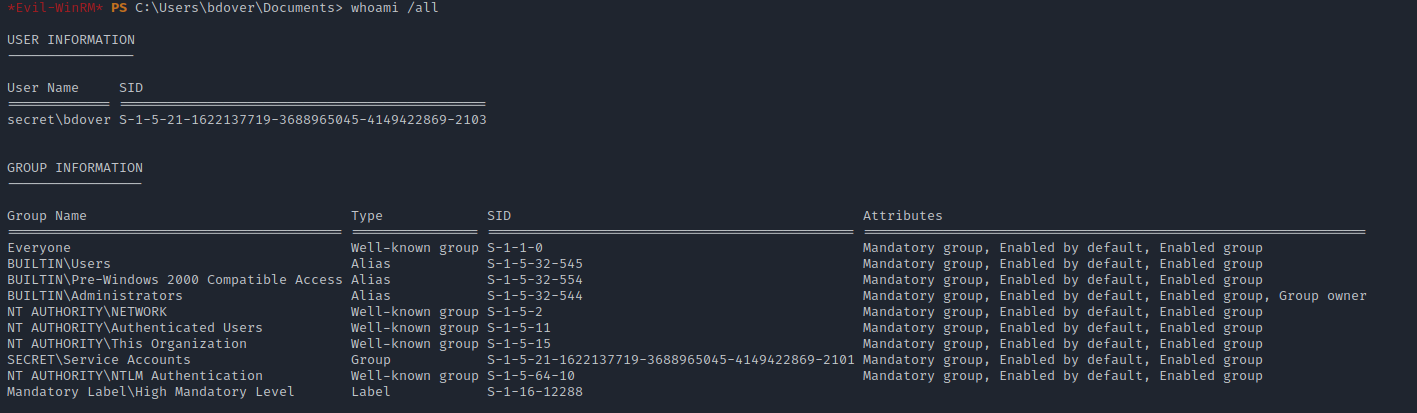 *Evil-WinRM* PS C:\Users\bdover\Documents> whoami /all
USER INFORMATION
----------------
User Name     SID
============= ==============================================
secret\bdover S-1-5-21-1622137719-3688965045-4149422869-2103
GROUP INFORMATION
-----------------
Group Name                                 Type             SID                                            Attributes
========================================== ================ ============================================== ===============================================================
Everyone                                   Well-known group S-1-1-0                                        Mandatory group, Enabled by default, Enabled group
BUILTIN\Users                              Alias            S-1-5-32-545                                   Mandatory group, Enabled by default, Enabled group
BUILTIN\Pre-Windows 2000 Compatible Access Alias            S-1-5-32-554                                   Mandatory group, Enabled by default, Enabled group
BUILTIN\Administrators                     Alias            S-1-5-32-544                                   Mandatory group, Enabled by default, Enabled group, Group owner
NT AUTHORITY\NETWORK                       Well-known group S-1-5-2                                        Mandatory group, Enabled by default, Enabled group
NT AUTHORITY\Authenticated Users           Well-known group S-1-5-11                                       Mandatory group, Enabled by default, Enabled group
NT AUTHORITY\This Organization             Well-known group S-1-5-15                                       Mandatory group, Enabled by default, Enabled group
SECRET\Service Accounts                    Group            S-1-5-21-1622137719-3688965045-4149422869-2101 Mandatory group, Enabled by default, Enabled group
NT AUTHORITY\NTLM Authentication           Well-known group S-1-5-64-10                                    Mandatory group, Enabled by default, Enabled group
Mandatory Label\High Mandatory Level       Label            S-1-16-12288